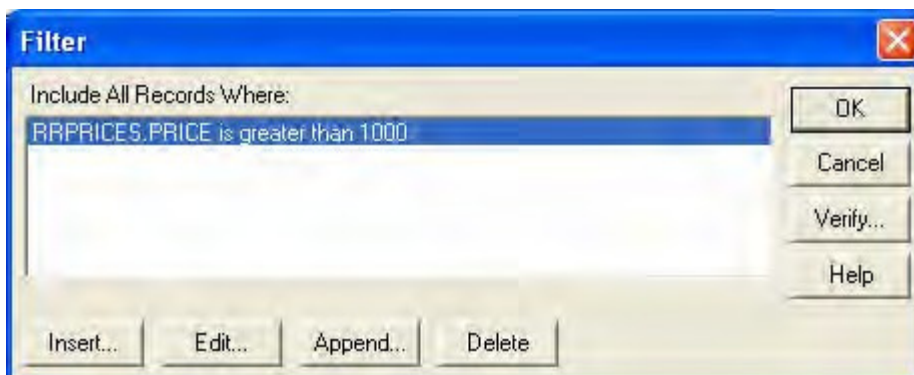 Filter
Include All Records Where:
RRPRICES.PRICE is greater than 1000
OK
Cancel
Verify...
Help
Insert... Edit... Append... Delete